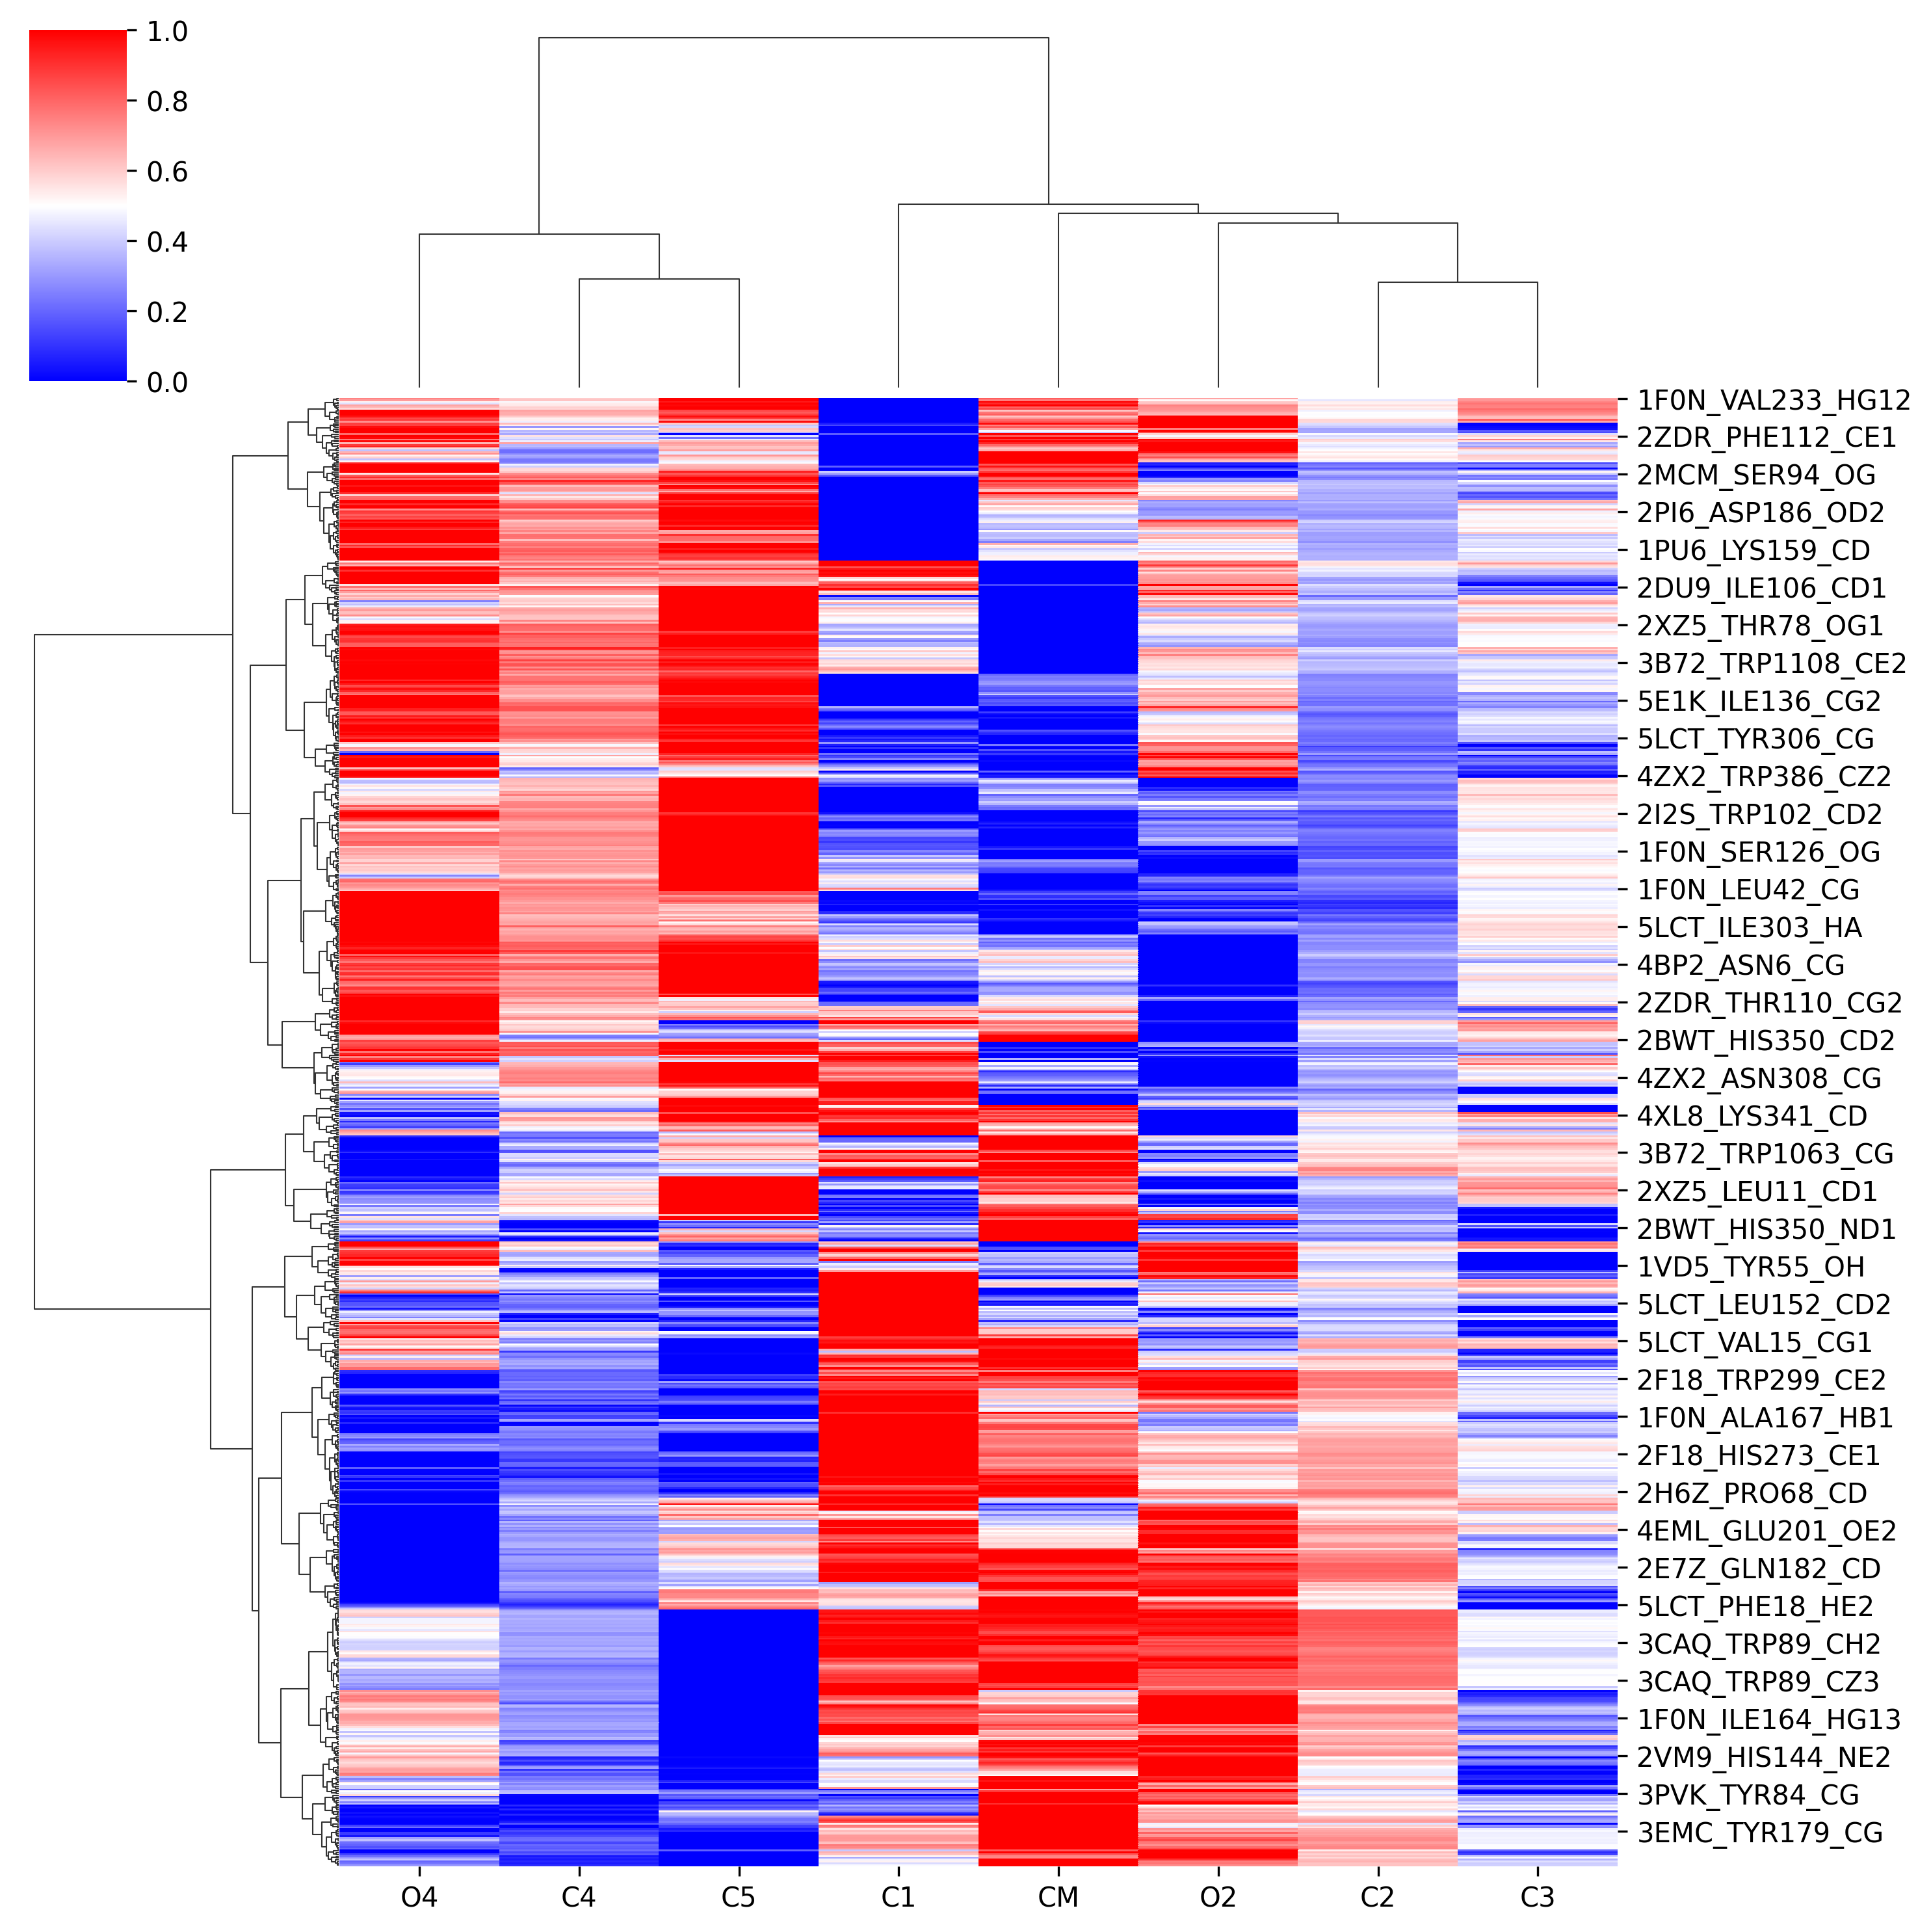 1.0
0.8
0.6
0.4
0.2
0.0
1F0N_VAL233_HG12
2ZDR_PHE112_CE1
2MCM_SER94_OG
2PI6_ASP186_OD2
1PU6_LYS159_CD
2DU9_ILE106_CD1
2XZ5_THR78_OG1
3B72_TRP1108_CE2
5E1K_ILE136_CG2
5LCT_TYR306_CG
4ZX2_TRP386_CZ2
2I2S_TRP102_CD2
1F0N_SER126_OG
1F0N_LEU42_CG
5LCT_ILE303_HA
4BP2_ASN6_CG
2ZDR_THR110_CG2
2BWT_HIS350_CD2
4ZX2_ASN308_CG
4XL8_LYS341_CD
3B72_TRP1063_CG
2XZ5_LEU11_CD1
2BWT_HIS350_ND1
1VD5_TYR55_OH
5LCT_LEU152_CD2
5LCT_VAL15_CG1
2F18_TRP299_CE2
1F0N_ALA167_HB1
2F18_HIS273_CE1
2H6Z_PRO68_CD
4EML_GLU201_OE2
2E7Z_GLN182_CD
5LCT_PHE18_HE2
3CAQ_TRP89_CH2
3CAQ_TRP89_CZ3
1F0N_ILE164_HG13
2VM9_HIS144_NE2
3PVK_TYR84_CG
3EMC_TYR179_CG
O4 C4 C5 C1 CM O2 C2 C3